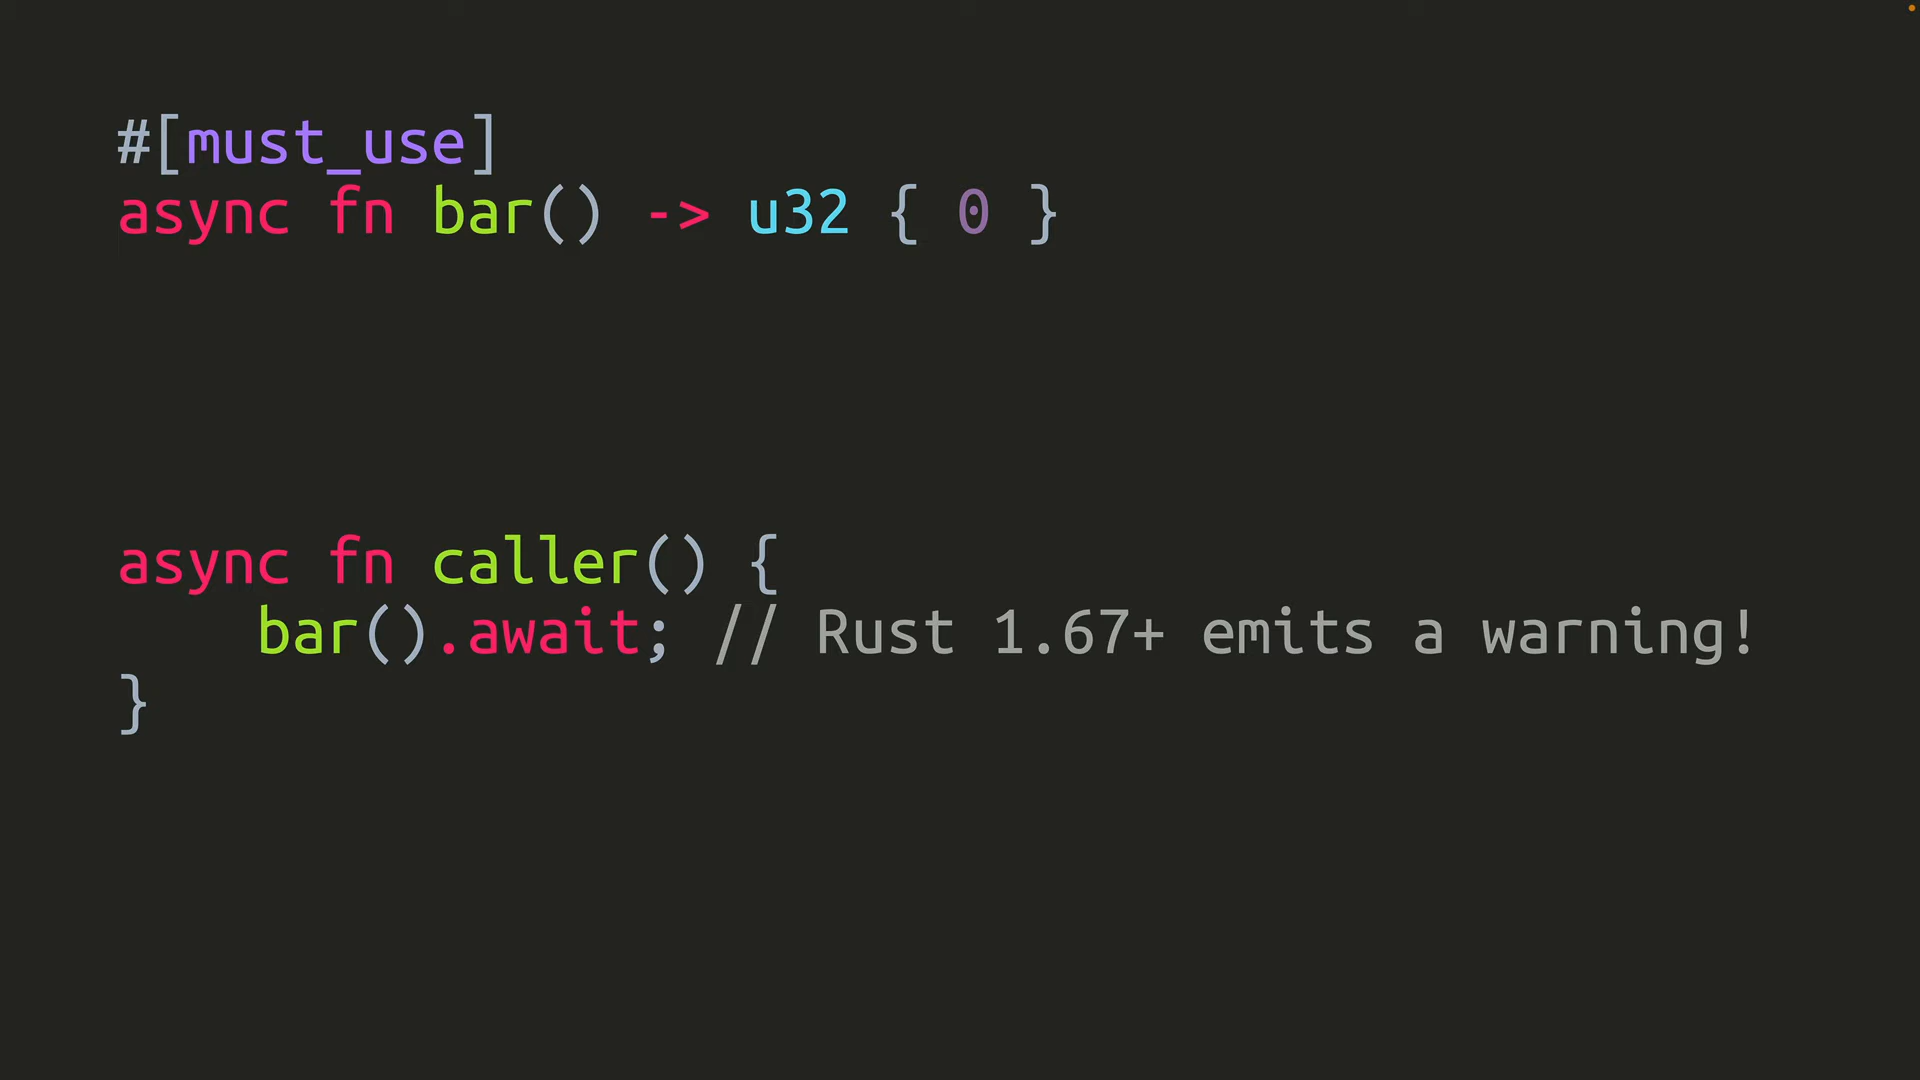 #[must_use]
async fn bar() -> u32 { 0 }
async fn caller() {
    bar().await; // Rust 1.67+ emits a warning!
}